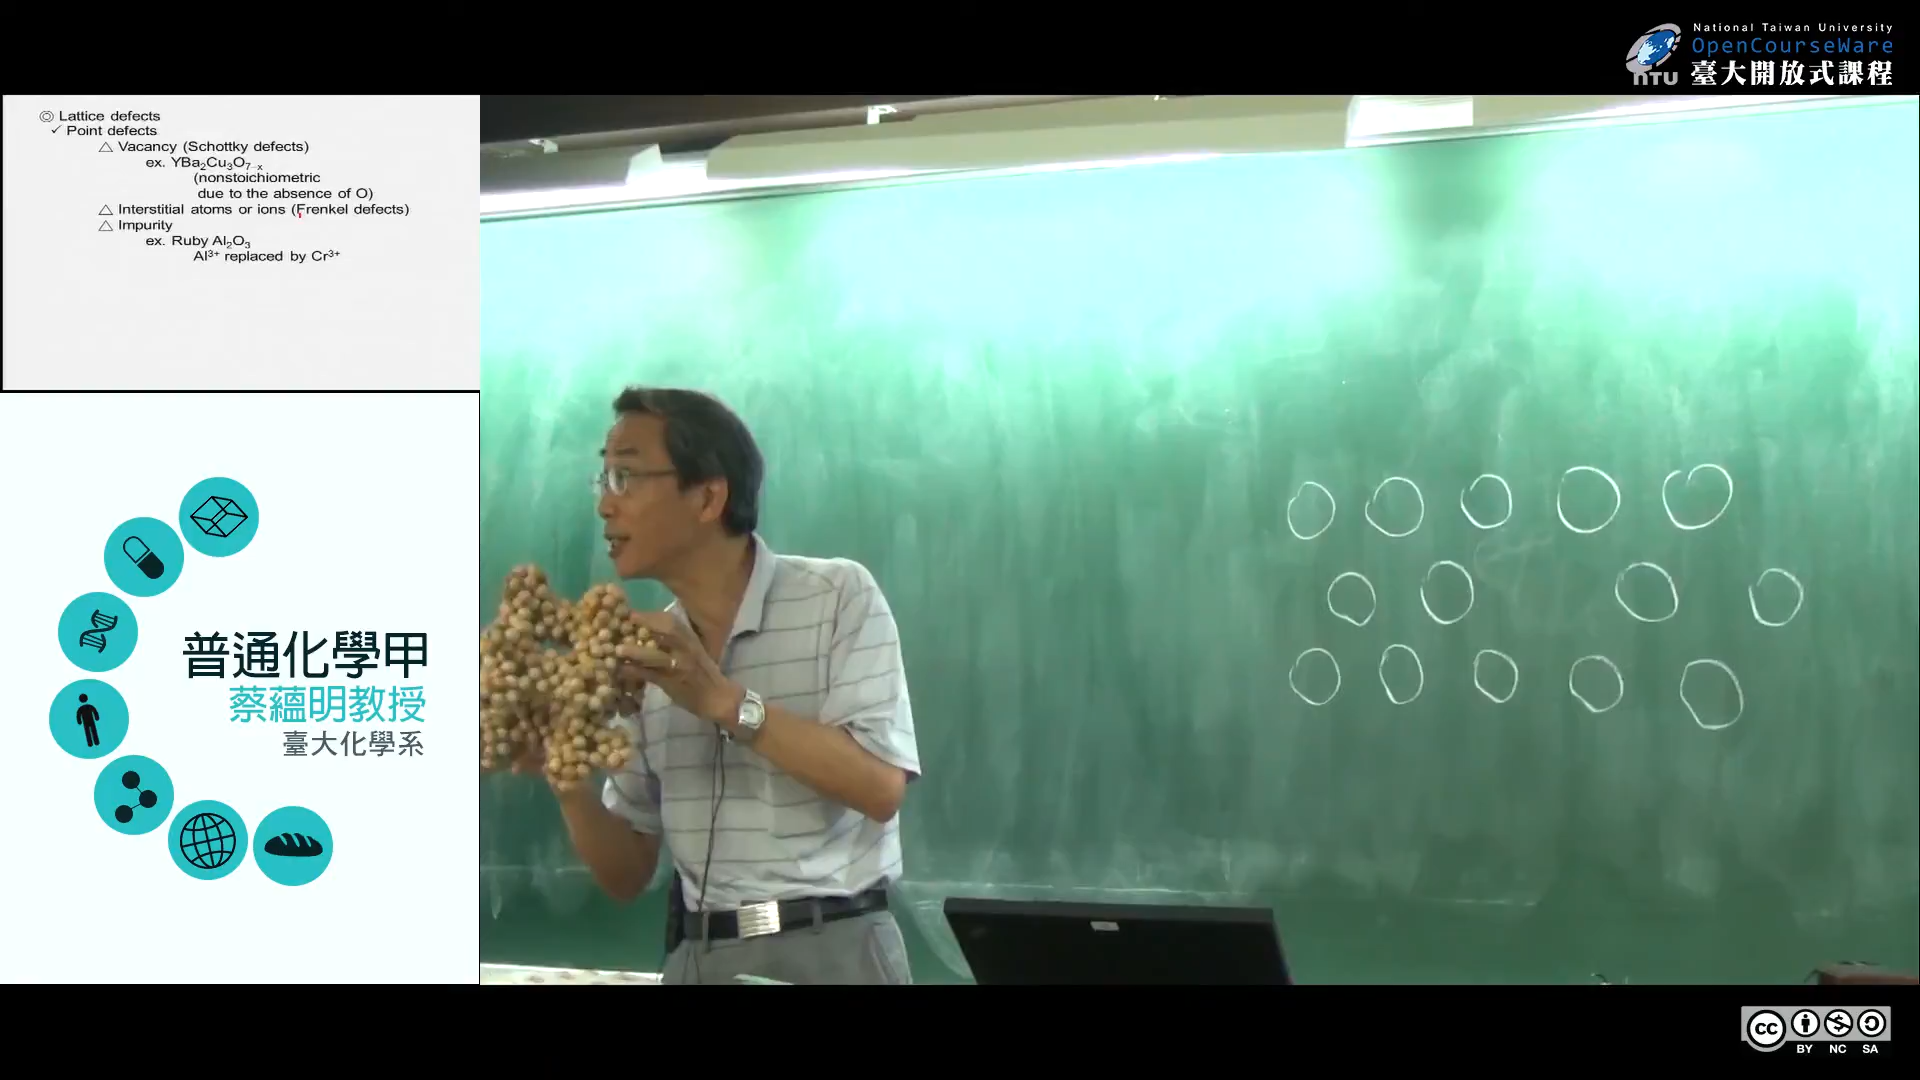 National Taiwan University
OpenCourseWare
臺大開放式課程
NTU
◎ Lattice defects
✓ Point defects
△ Vacancy (Schottky defects)
ex. YBa₂Cu₃O₇₋ₓ
(nonstoichiometric
due to the absence of O)
△ Interstitial atoms or ions (Frenkel defects)
△ Impurity
ex. Ruby Al₂O₃
Al³⁺ replaced by Cr³⁺
普通化學甲
蔡蘊明教授
臺大化學系
cc
BY NC SA